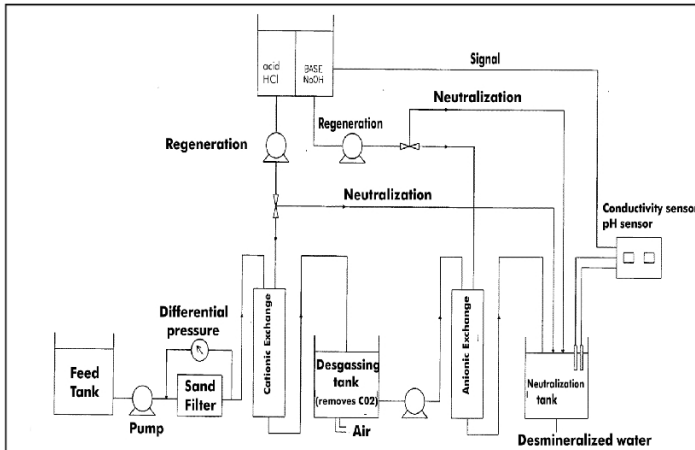 acid
HCl
BASE
NaOH
Signal
Neutralization
Regeneration
Regeneration
Neutralization
Conductivity sensor
pH sensor
Differential
pressure
Feed
Tank
Pump
Sand
Filter
Cationic Exchange
Desgassing
tank
(removes CO2)
Air
Anionic Exchange
Neutralization
tank
Desmineralized water